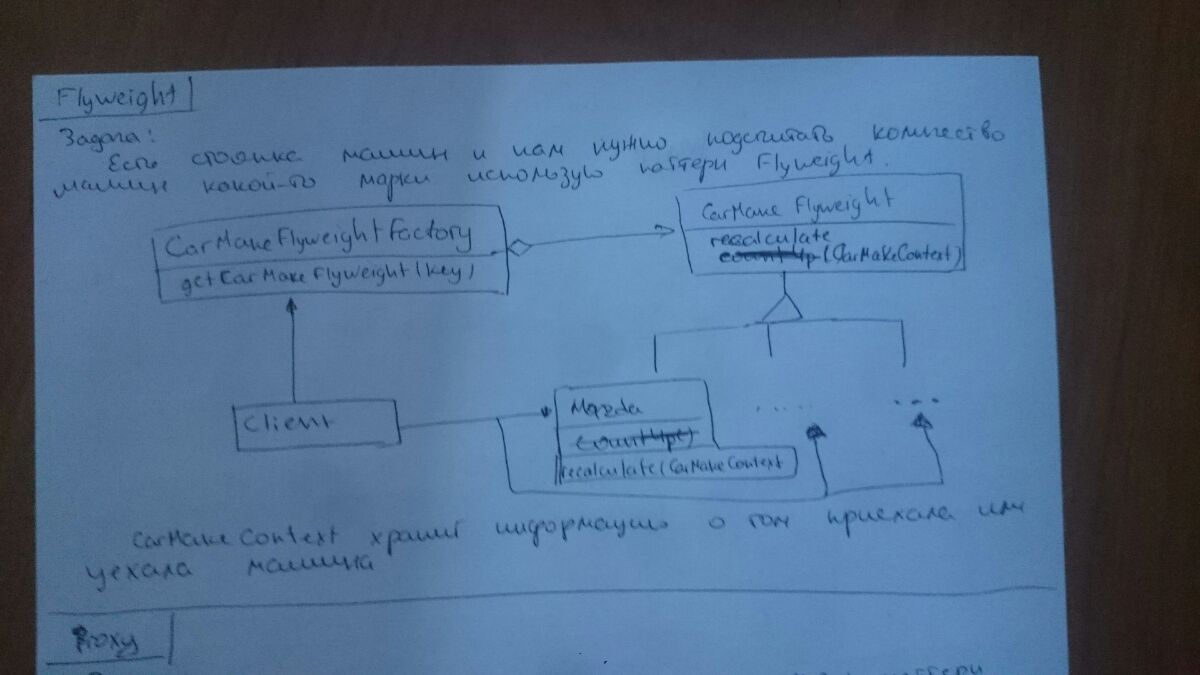 Flyweight
Задача:
Есть стоянка машин и нам нужно подсчитать количество
машин какой-то марки использую паттерн Flyweight.
CarMakeFlyweightFactory
getCarMakeFlyweight(key)
CarMake Flyweight
recalculate
countUp(CarMakeContext)
Client
Mazda
countUp()
recalculate(CarMakeContext
.....
...
CarMakeContext хранит информацию о том приехала или
уехала машина
Proxy
паттерн